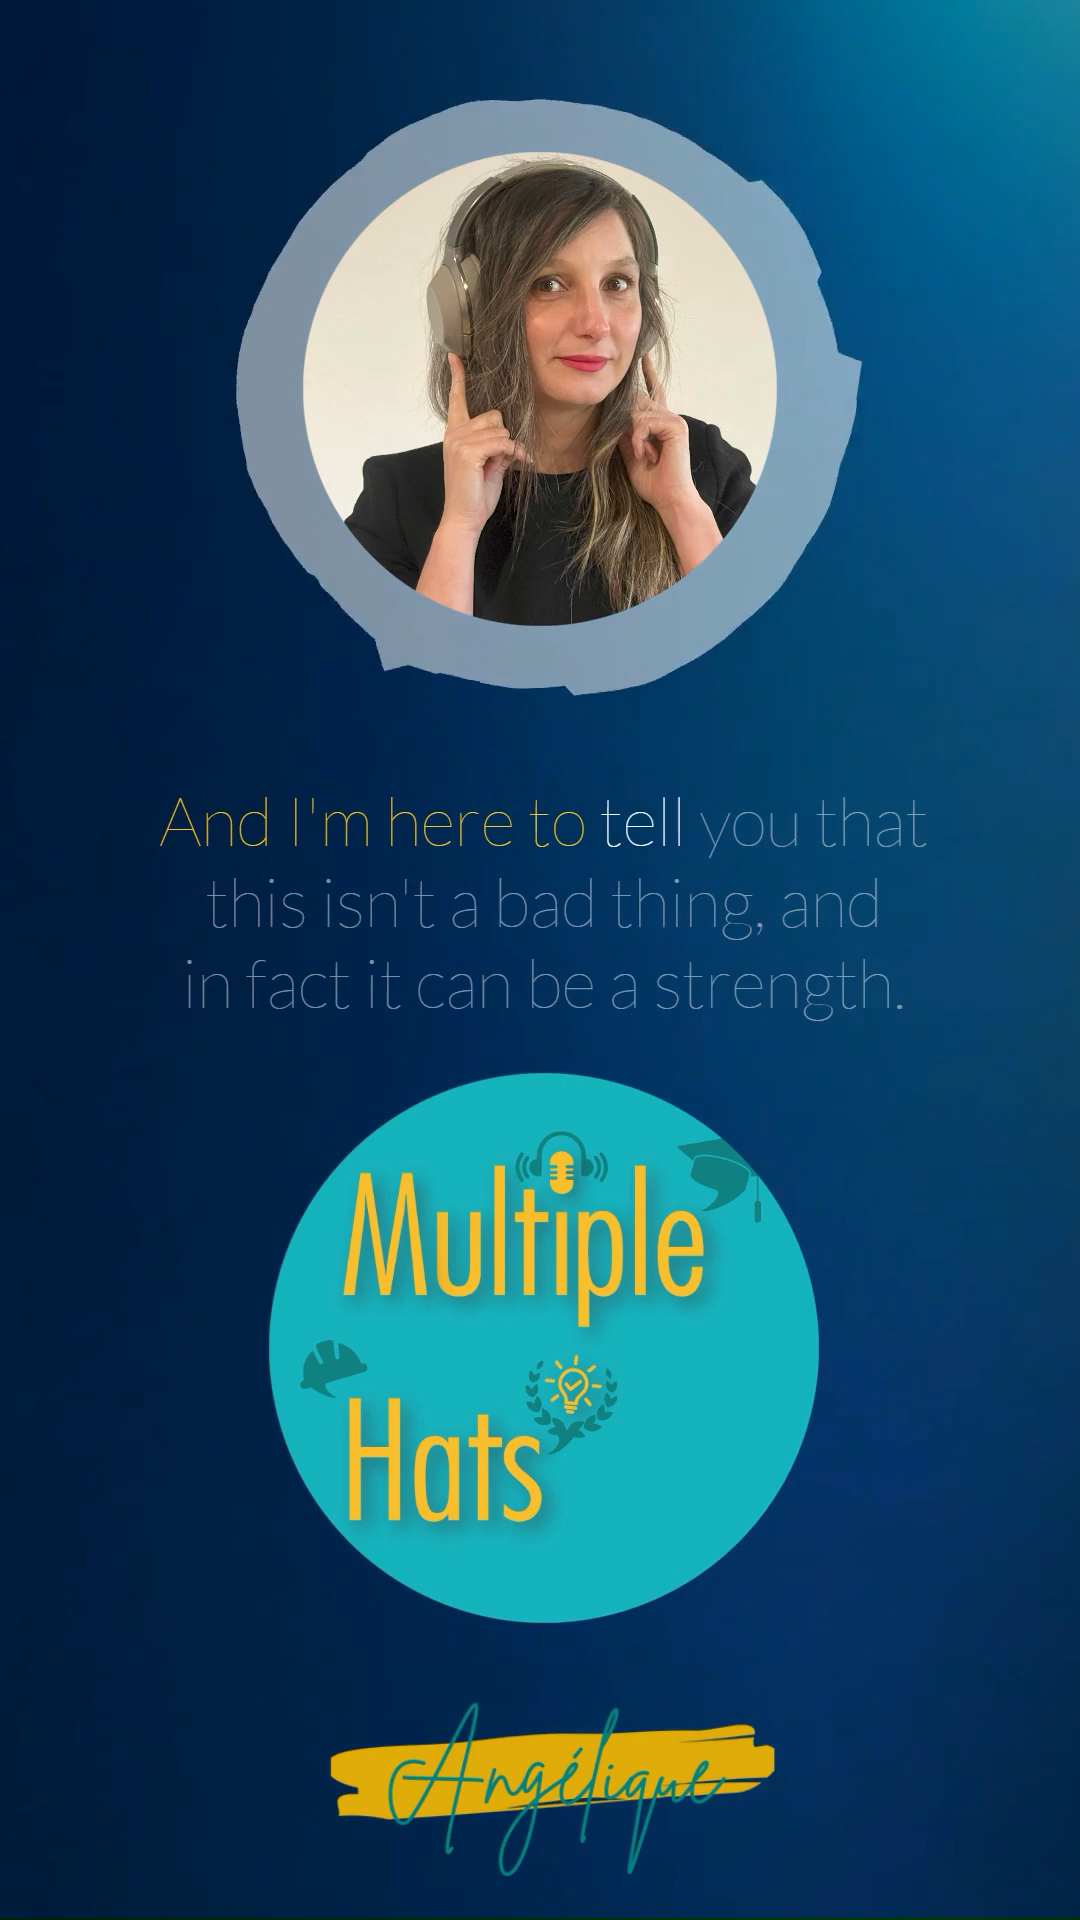 And I'm here to tell you that
this isn't a bad thing, and
in fact it can be a strength.
Multiple
Hats
Angélique